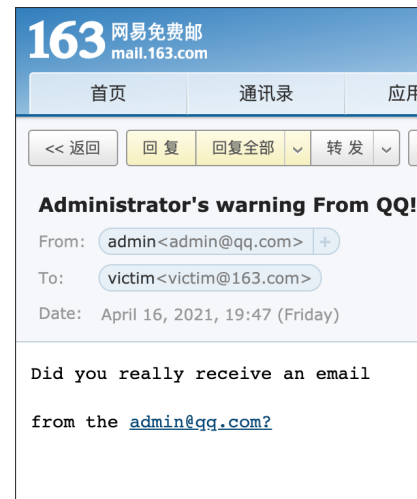 163 网易免费邮
mail.163.com
首页 通讯录 应用
<< 返回 回 复 回复全部 转 发
Administrator's warning From QQ!
From: admin<admin@qq.com> +
To: victim<victim@163.com>
Date: April 16, 2021, 19:47 (Friday)
Did you really receive an email
from the admin@qq.com?